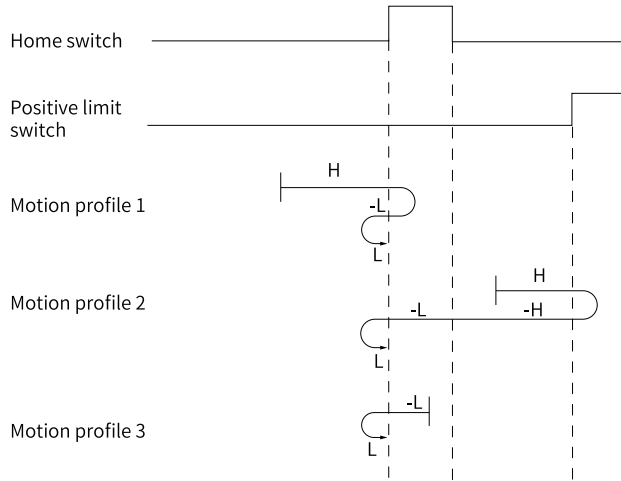 Home switch
Positive limit
switch
H
Motion profile 1
-L
L
H
Motion profile 2
-L
-H
L
-L
Motion profile 3
L